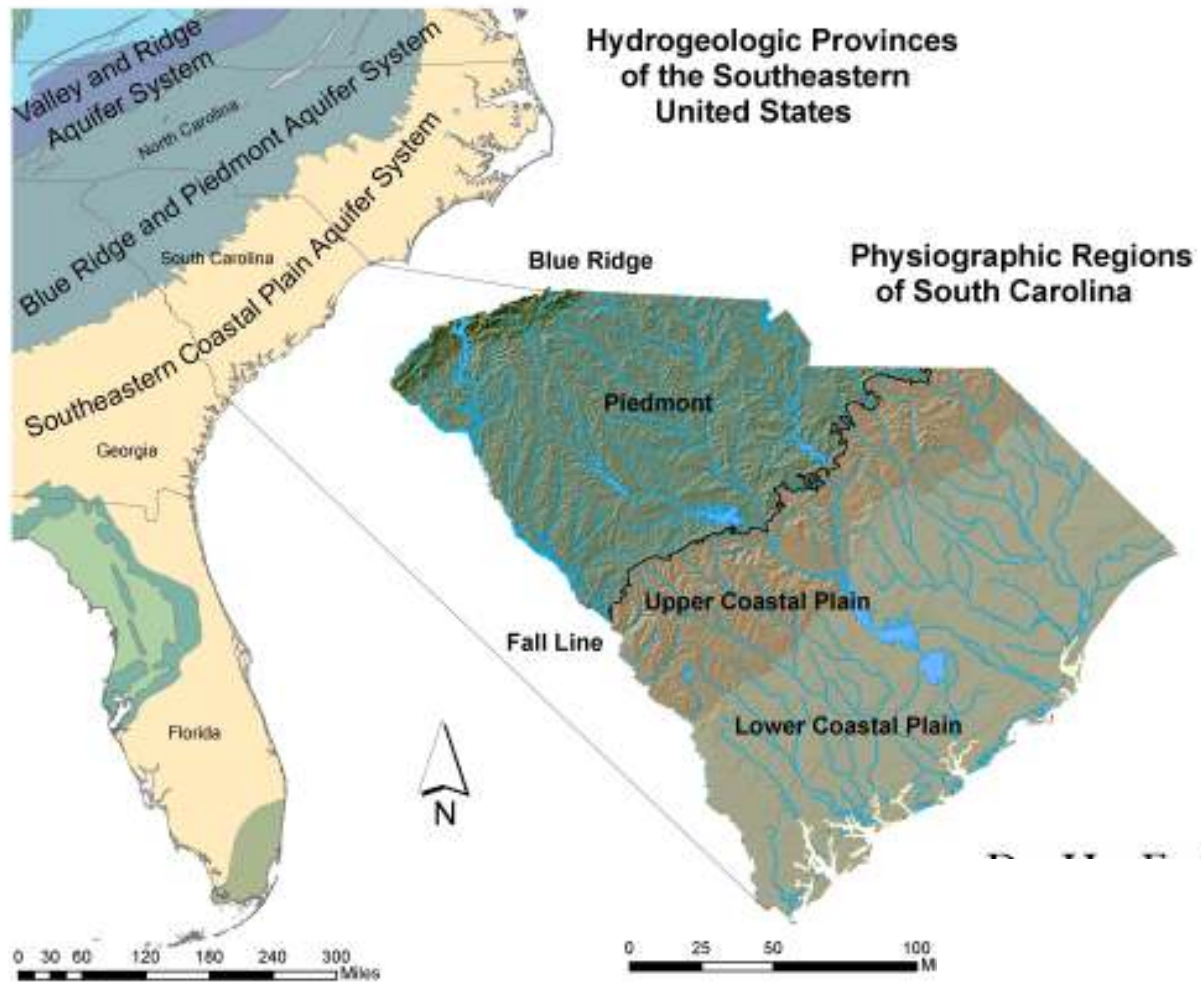 Hydrogeologic Provinces
of the Southeastern
United States
Valley and Ridge
Aquifer System
North Carolina
Blue Ridge and Piedmont Aquifer System
South Carolina
Southeastern Coastal Plain Aquifer System
Georgia
Florida
Physiographic Regions
of South Carolina
Blue Ridge
Piedmont
Upper Coastal Plain
Fall Line
Lower Coastal Plain
N
0 30 60 120 180 240 300
Miles
0 25 50 100
M